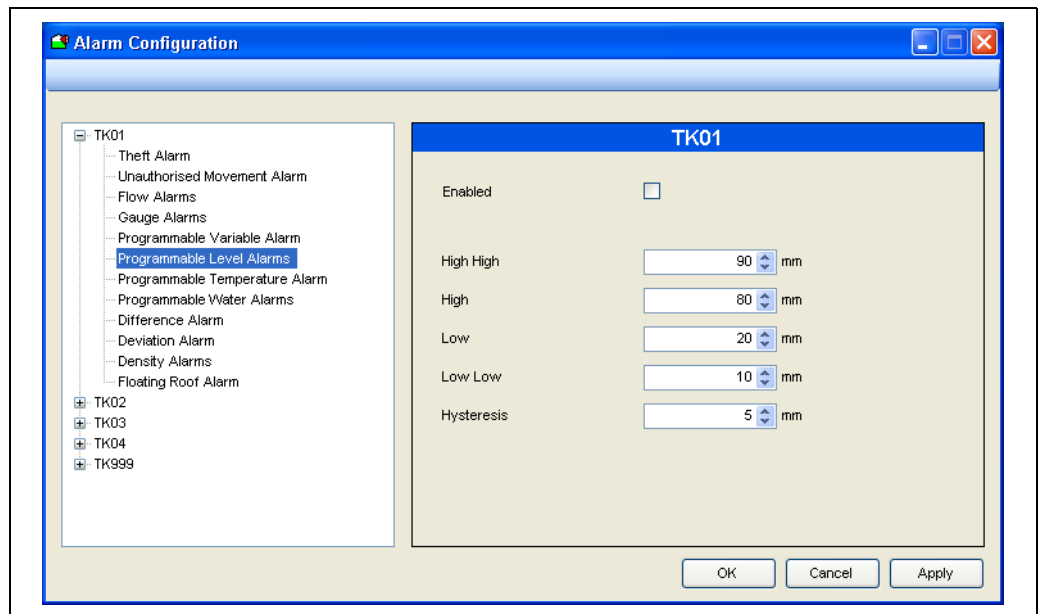 Alarm Configuration
TK01
Theft Alarm
Unauthorised Movement Alarm
Flow Alarms
Gauge Alarms
Programmable Variable Alarm
Programmable Level Alarms
Programmable Temperature Alarm
Programmable Water Alarms
Difference Alarm
Deviation Alarm
Density Alarms
Floating Roof Alarm
TK02
TK03
TK04
TK999
TK01
Enabled
High High 90 mm
High 80 mm
Low 20 mm
Low Low 10 mm
Hysteresis 5 mm
OK Cancel Apply